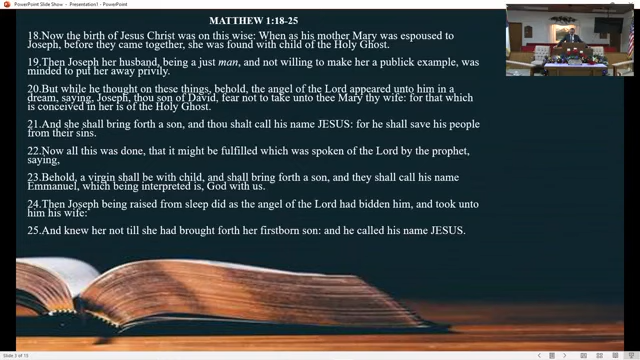 PowerPoint Slide Show - Presentation1 - PowerPoint
MATTHEW 1:18-25
18.Now the birth of Jesus Christ was on this wise: When as his mother Mary was espoused to
Joseph, before they came together, she was found with child of the Holy Ghost.
19.Then Joseph her husband, being a just man, and not willing to make her a publick example, was
minded to put her away privily.
20.But while he thought on these things, behold, the angel of the Lord appeared unto him in a
dream, saying, Joseph, thou son of David, fear not to take unto thee Mary thy wife: for that which
is conceived in her is of the Holy Ghost.
21.And she shall bring forth a son, and thou shalt call his name JESUS: for he shall save his people
from their sins.
22.Now all this was done, that it might be fulfilled which was spoken of the Lord by the prophet,
saying,
23.Behold, a virgin shall be with child, and shall bring forth a son, and they shall call his name
Emmanuel, which being interpreted is, God with us.
24.Then Joseph being raised from sleep did as the angel of the Lord had bidden him, and took unto
him his wife:
25.And knew her not till she had brought forth her firstborn son: and he called his name JESUS.
Slide 3 of 15